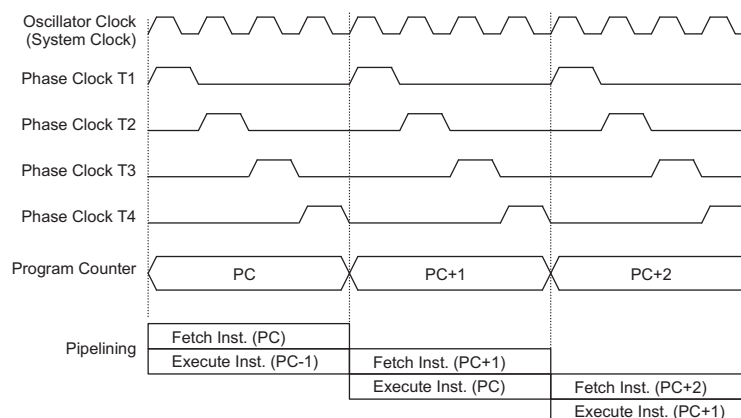 Oscillator Clock
(System Clock)
Phase Clock T1
Phase Clock T2
Phase Clock T3
Phase Clock T4
Program Counter
PC
PC+1
PC+2
Pipelining
Fetch Inst. (PC)
Execute Inst. (PC-1)
Fetch Inst. (PC+1)
Execute Inst. (PC)
Fetch Inst. (PC+2)
Execute Inst. (PC+1)